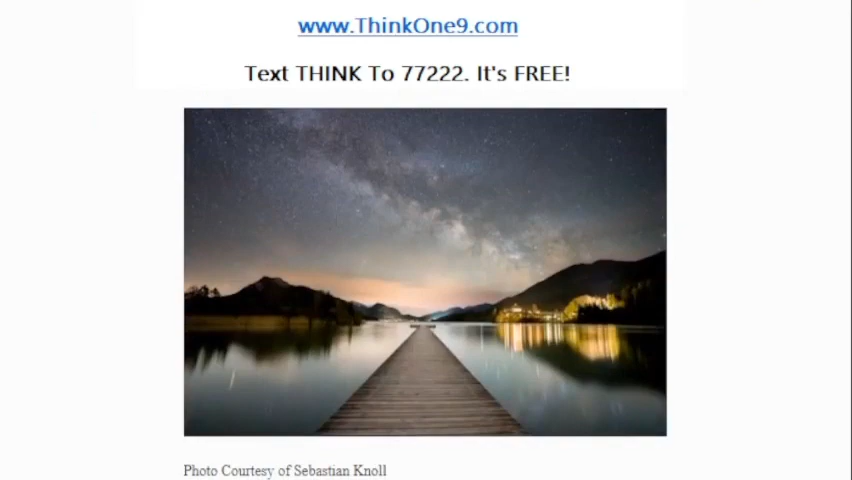 www.ThinkOne9.com
Text THINK To 77222. It's FREE!
Photo Courtesy of Sebastian Knoll